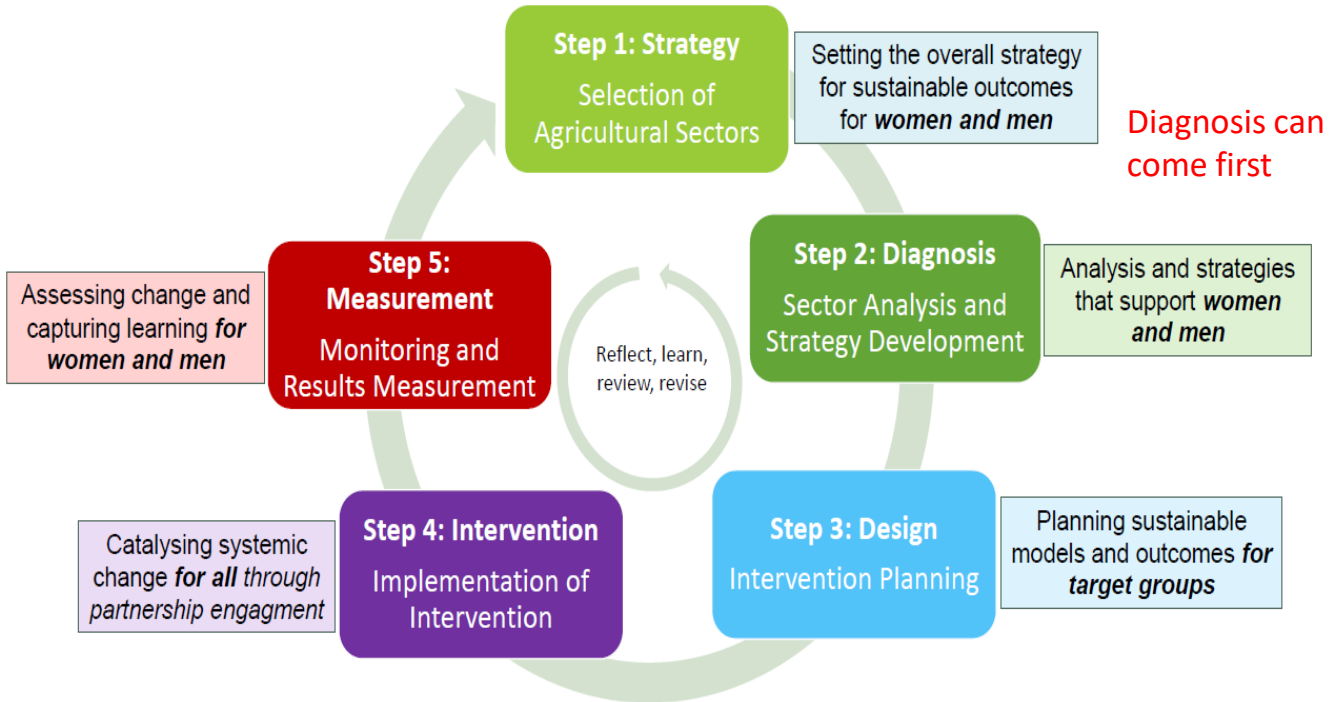 Step 1: Strategy
Selection of
Agricultural Sectors
Setting the overall strategy
for sustainable outcomes
for women and men
Diagnosis can
come first
Step 2: Diagnosis
Sector Analysis and
Strategy Development
Analysis and strategies
that support women
and men
Step 3: Design
Intervention Planning
Planning sustainable
models and outcomes for
target groups
Step 4: Intervention
Implementation of
Intervention
Catalysing systemic
change for all through
partnership engagment
Step 5:
Measurement
Monitoring and
Results Measurement
Assessing change and
capturing learning for
women and men
Reflect, learn,
review, revise